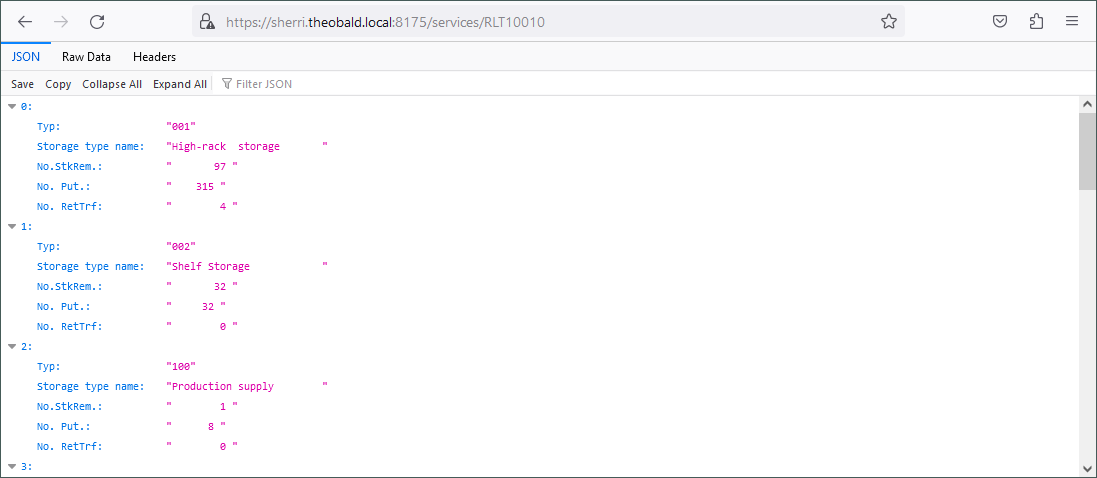 https://sherri.theobald.local:8175/services/RLT10010
JSON Raw Data Headers
Save Copy Collapse All Expand All Filter JSON
0:
Typ: "001"
Storage type name: "High-rack  storage       "
No.StkRem.: "       97 "
No. Put.: "    315 "
No. RetTrf: "        4 "
1:
Typ: "002"
Storage type name: "Shelf Storage            "
No.StkRem.: "       32 "
No. Put.: "     32 "
No. RetTrf: "        0 "
2:
Typ: "100"
Storage type name: "Production supply        "
No.StkRem.: "        1 "
No. Put.: "      8 "
No. RetTrf: "        0 "
3: